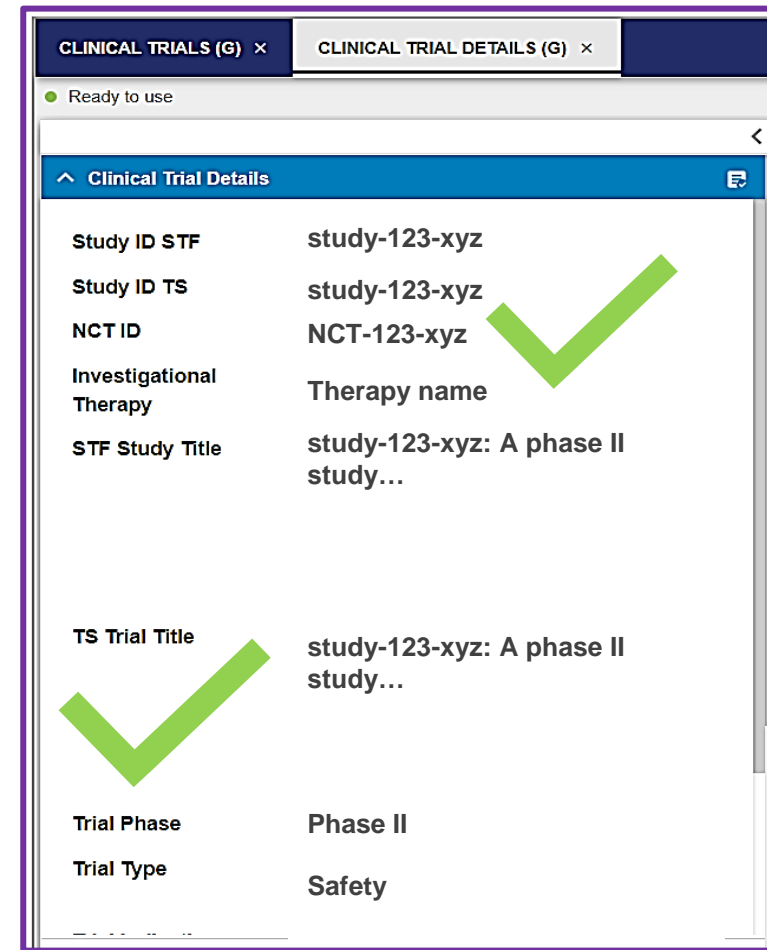 CLINICAL TRIALS (G) × CLINICAL TRIAL DETAILS (G) ×
Ready to use
Clinical Trial Details
Study ID STF study-123-xyz
Study ID TS study-123-xyz
NCT ID NCT-123-xyz
Investigational
Therapy Therapy name
STF Study Title study-123-xyz: A phase II
study…
TS Trial Title study-123-xyz: A phase II
study…
Trial Phase Phase II
Trial Type Safety